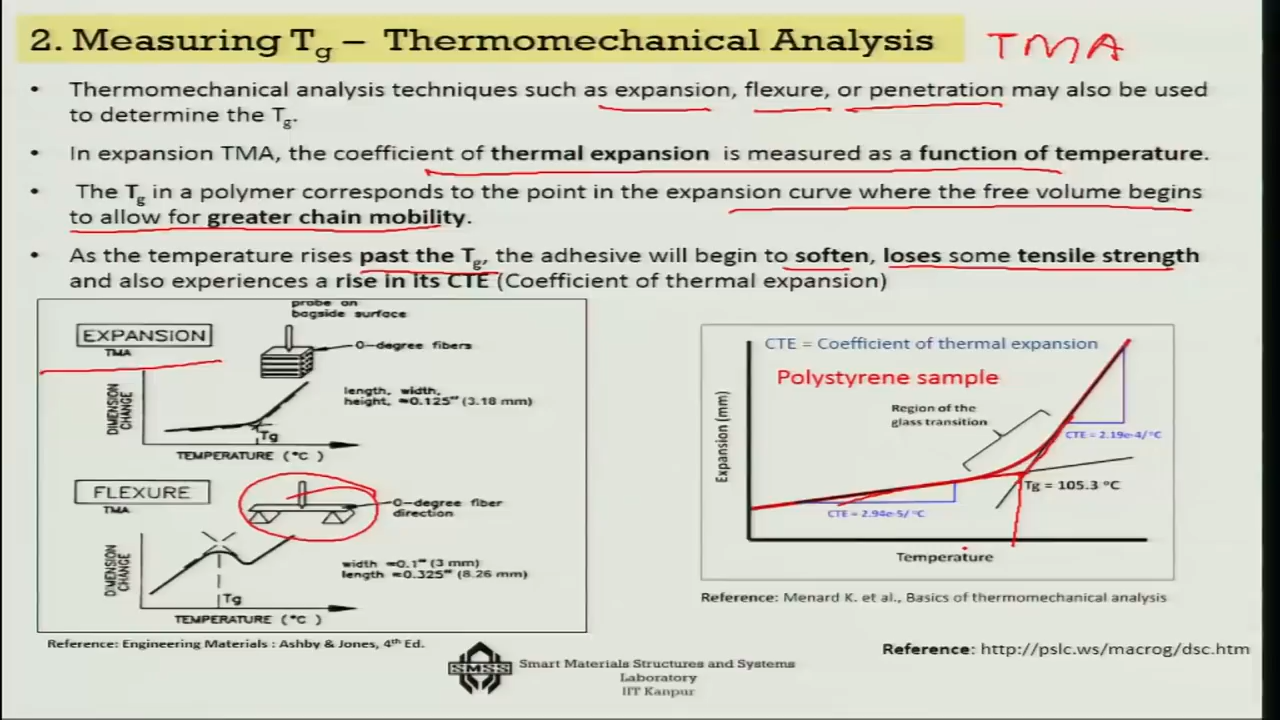 2. Measuring Tg – Thermomechanical Analysis
TMA
• Thermomechanical analysis techniques such as expansion, flexure, or penetration may also be used
to determine the Tg.
• In expansion TMA, the coefficient of thermal expansion is measured as a function of temperature.
• The Tg in a polymer corresponds to the point in the expansion curve where the free volume begins
to allow for greater chain mobility.
• As the temperature rises past the Tg, the adhesive will begin to soften, loses some tensile strength
and also experiences a rise in its CTE (Coefficient of thermal expansion)
probe on
bagside surface
EXPANSION
TMA
0-degree fibers
DIMENSION
CHANGE
length, width,
height, ≈0.125" (3.18 mm)
Tg
TEMPERATURE (°C)
FLEXURE
TMA
0-degree fiber
direction
DIMENSION
CHANGE
width ≈0.1" (3 mm)
length ≈0.325" (8.26 mm)
Tg
TEMPERATURE (°C)
Reference: Engineering Materials : Ashby & Jones, 4th Ed.
CTE = Coefficient of thermal expansion
Polystyrene sample
Region of the
glass transition
Expansion (mm)
CTE = 2.19e-4/°C
Tg = 105.3 °C
CTE = 2.94e-5/°C
Temperature
Reference: Menard K. et al., Basics of thermomechanical analysis
Reference: http://pslc.ws/macrog/dsc.htm
SMSS
Smart Materials Structures and Systems
Laboratory
IIT Kanpur